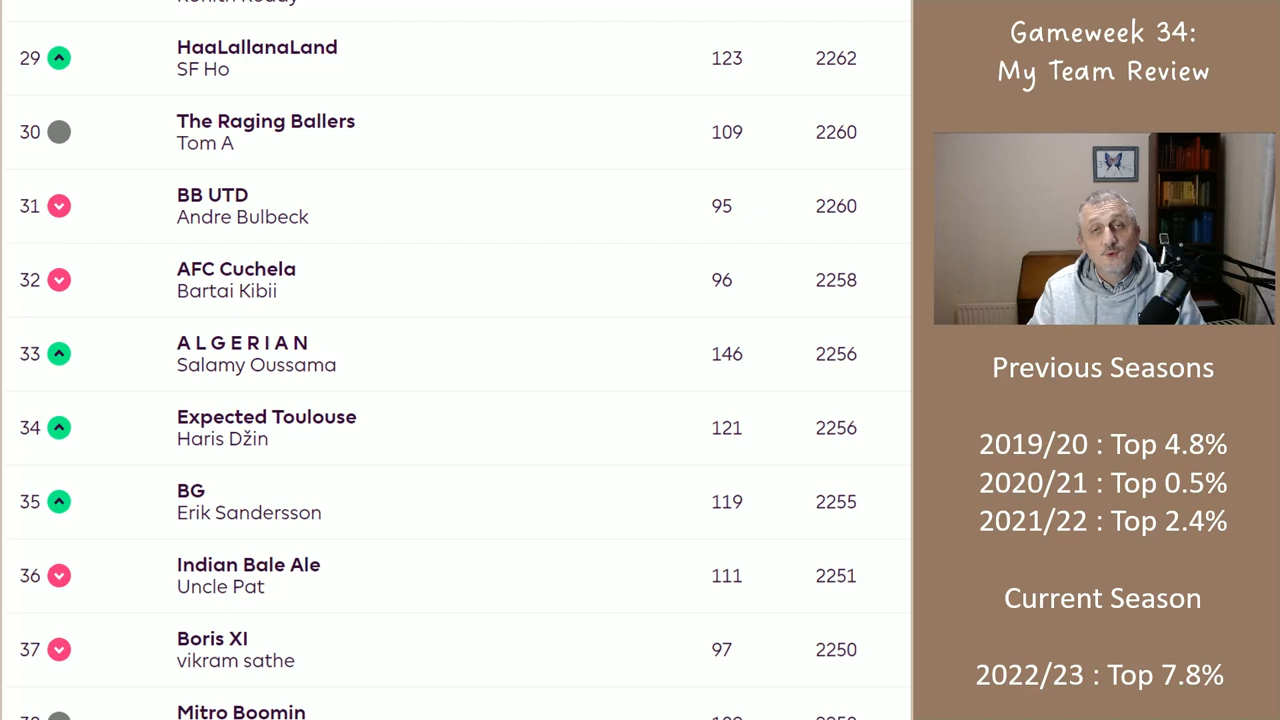 29 HaaLallanaLand 123 2262
SF Ho
30 The Raging Ballers 109 2260
Tom A
31 BB UTD 95 2260
Andre Bulbeck
32 AFC Cuchela 96 2258
Bartai Kibii
33 A L G E R I A N 146 2256
Salamy Oussama
34 Expected Toulouse 121 2256
Haris Džin
35 BG 119 2255
Erik Sandersson
36 Indian Bale Ale 111 2251
Uncle Pat
37 Boris XI 97 2250
vikram sathe
Mitro Boomin
Gameweek 34:
My Team Review
Previous Seasons
2019/20 : Top 4.8%
2020/21 : Top 0.5%
2021/22 : Top 2.4%
Current Season
2022/23 : Top 7.8%